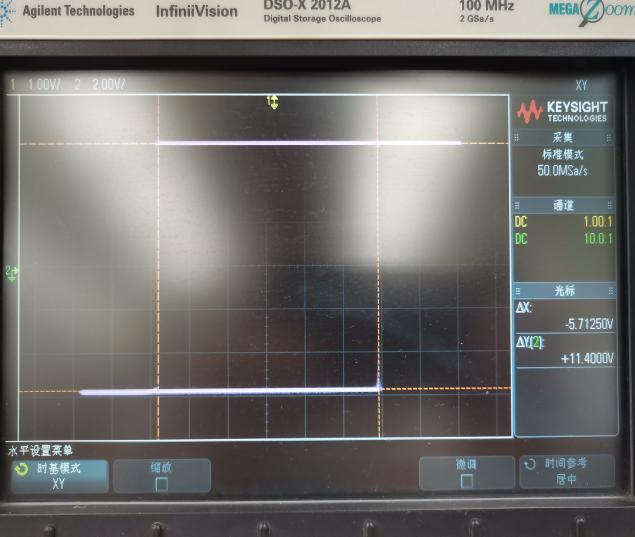 Agilent Technologies
InfiniiVision
DSO-X 2012A
Digital Storage Oscilloscope
100 MHz
2 GSa/s
MEGA Zoom
1 1.00V/ 2 2.00V/
XY
KEYSIGHT
TECHNOLOGIES
采集
标准模式
50.0MSa/s
通道
DC 1.00:1
DC 10.0:1
光标
ΔX:
-5.71250V
ΔY(2):
+11.4000V
水平设置菜单
时基模式
XY
缩放
微调
时间参考
居中